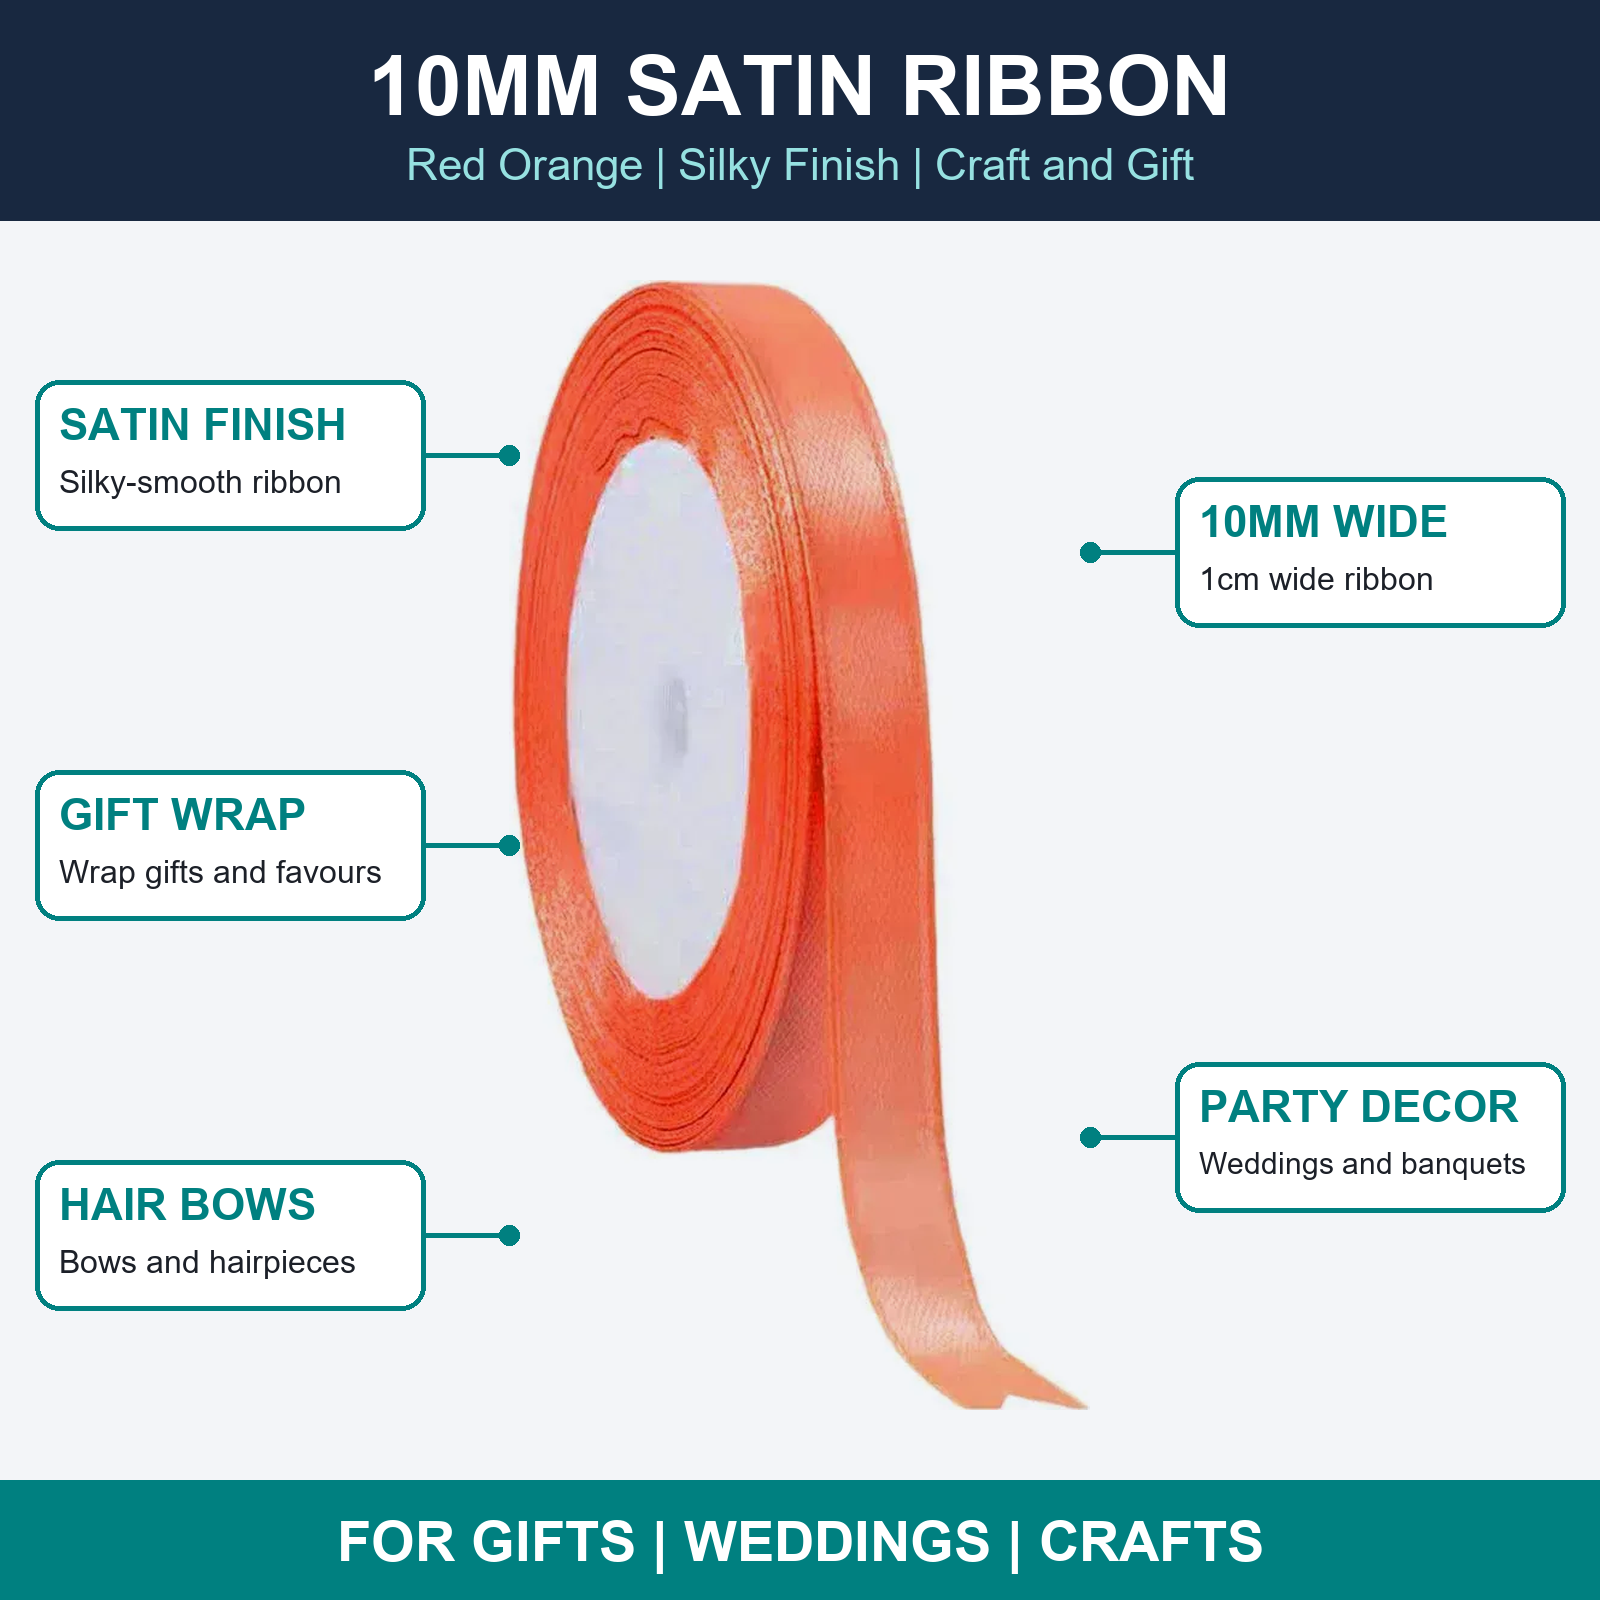 10MM SATIN RIBBON
Red Orange | Silky Finish | Craft and Gift
SATIN FINISH
Silky-smooth ribbon
10MM WIDE
1cm wide ribbon
GIFT WRAP
Wrap gifts and favours
PARTY DECOR
Weddings and banquets
HAIR BOWS
Bows and hairpieces
FOR GIFTS | WEDDINGS | CRAFTS